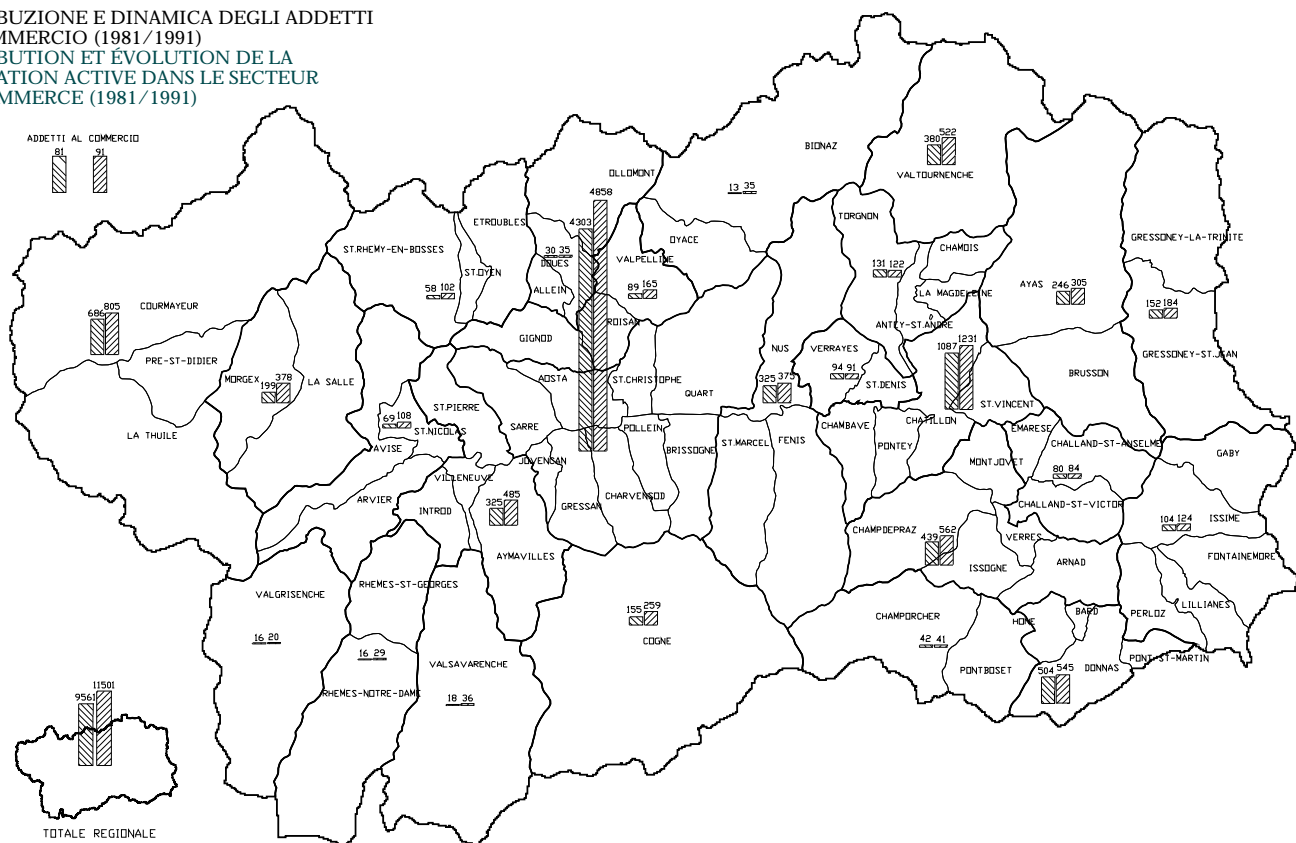 BUZIONE E DINAMICA DEGLI ADDETTI
MMERCIO (1981/1991)
BUTION ET ÉVOLUTION DE LA
ATION ACTIVE DANS LE SECTEUR
MMERCE (1981/1991)
ADDETTI AL COMMERCIO
81 91
BIONAZ
380 522
VALTOURNENCHE
OLLOMONT
13 35
4303 4858
ETROUBLES
TORGNON
ST.RHEMY-EN-BOSSES
ST.OYEN
30 35
DOUES
OYACE
VALPELLINE
CHAMOIS
GRESSONEY-LA-TRINITE
131 122
58 102
ALLEIN
89 165
LA MAGDELEINE
AYAS 246 305
COURMAYEUR
686 805
152 184
ROISAN
ANTEY-ST.ANDRE
GIGNOD
NUS
VERRAYES
1087 1231
GRESSONEY-ST.JEAN
PRE-ST-DIDIER
MORGEX
199 378
LA SALLE
AOSTA
ST.CHRISTOPHE
QUART
325 375
94 91
ST.DENIS
BRUSSON
ST.PIERRE
ST.VINCENT
69 108
ST.NICOLAS
SARRE
POLLEIN
CHAMBAVE
CHATILLON
EMARESE
LA THUILE
AVISE
BRISSOGNE
ST.MARCEL
FENIS
PONTEY
CHALLAND-ST-ANSELME
GABY
JOVENCAN
MONTJOVET
VILLENEUVE
80 84
ARVIER
INTROD
325 485
GRESSAN
CHARVENSOD
CHALLAND-ST-VICTOR
104 124
ISSIME
CHAMPDEPRAZ
439 562
VERRES
AYMAVILLES
ISSOGNE
ARNAD
FONTAINEMORE
VALGRISENCHE
RHEMES-ST-GEORGES
155 259
COGNE
CHAMPORCHER
HONE
BARD
PERLOZ
LILLIANES
16 20
16 29
VALSAVARENCHE
42 41
PONTBOSET
DONNAS
PONT-ST-MARTIN
504 545
RHEMES-NOTRE-DAME
18 36
9561 11501
TOTALE REGIONALE